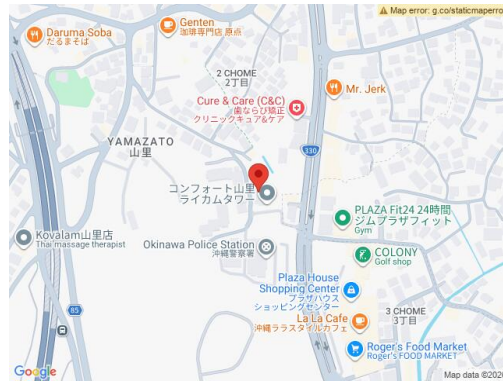 Map error: g.co/staticmaperro
Genten
珈琲専門店 原点
Daruma Soba
だるまそば
2 CHOME
2丁目
Mr. Jerk
Cure & Care (C&C)
歯ならび矯正
クリニックキュア&ケア
YAMAZATO
山里
330
コンフォート山里
ライカムタワー
PLAZA Fit24 24時間
ジムプラザフィット
Gym
Kovalam山里店
Thai massage therapist
Okinawa Police Station
沖縄警察署
COLONY
Golf shop
Plaza House
Shopping Center
プラザハウス
ショッピングセンター
85
La La Cafe
沖縄ララスタイルカフェ
3 CHOME
3丁目
Roger's Food Market
Roger's FOOD MARKET
Google
Map data ©202